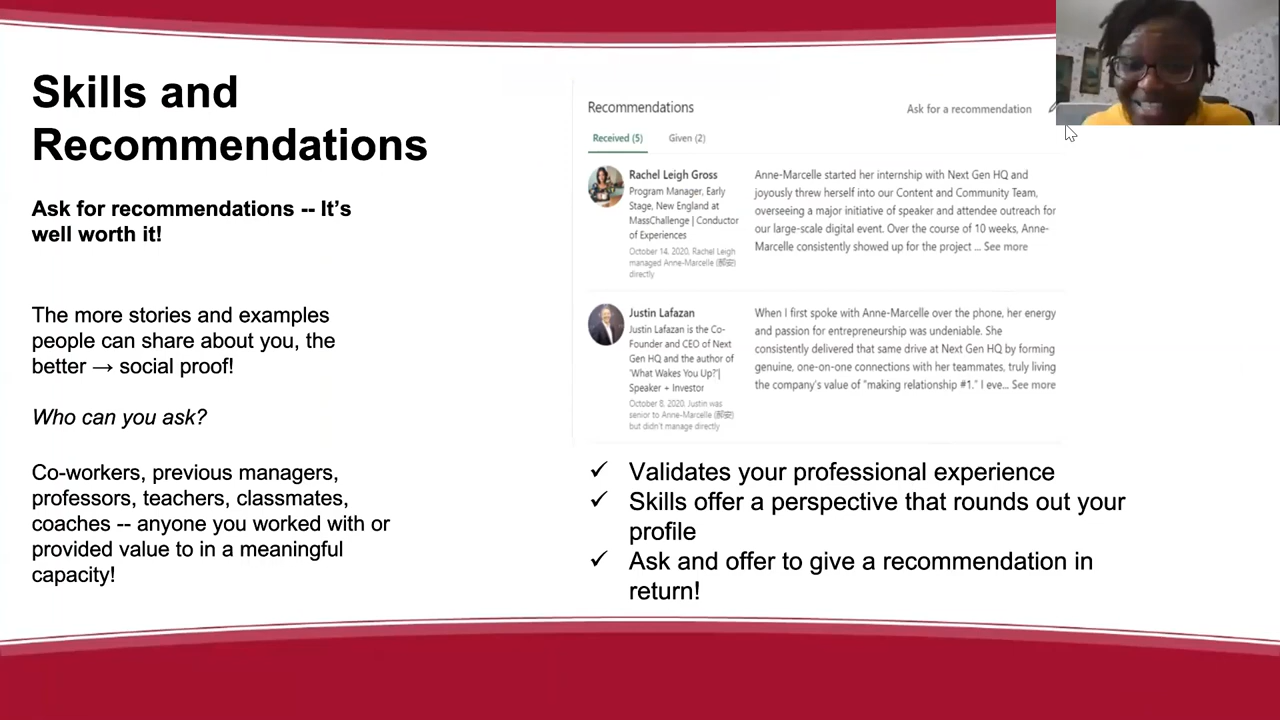 Skills and
Recommendations
Ask for recommendations -- It's
well worth it!
The more stories and examples
people can share about you, the
better → social proof!
Who can you ask?
Co-workers, previous managers,
professors, teachers, classmates,
coaches -- anyone you worked with or
provided value to in a meaningful
capacity!
Recommendations
Ask for a recommendation
Received (5)
Given (2)
Rachel Leigh Gross
Program Manager, Early
Stage, New England at
MassChallenge | Conductor
of Experiences
October 14, 2020, Rachel Leigh
managed Anne-Marcelle
directly
Anne-Marcelle started her internship with Next Gen HQ and
joyously threw herself into our Content and Community Team,
overseeing a major initiative of speaker and attendee outreach for
our large-scale digital event. Over the course of 10 weeks, Anne-
Marcelle consistently showed up for the project ... See more
Justin Lafazan
Justin Lafazan is the Co-
Founder and CEO of Next
Gen HQ and the author of
'What Wakes You Up?'|
Speaker + Investor
October 8, 2020, Justin was
senior to Anne-Marcelle
but didn't manage directly
When I first spoke with Anne-Marcelle over the phone, her energy
and passion for entrepreneurship was undeniable. She
consistently delivered that same drive at Next Gen HQ by forming
genuine, one-on-one connections with her teammates, truly living
the company's value of "making relationship #1." I eve... See more
✓ Validates your professional experience
✓ Skills offer a perspective that rounds out your
profile
✓ Ask and offer to give a recommendation in
return!